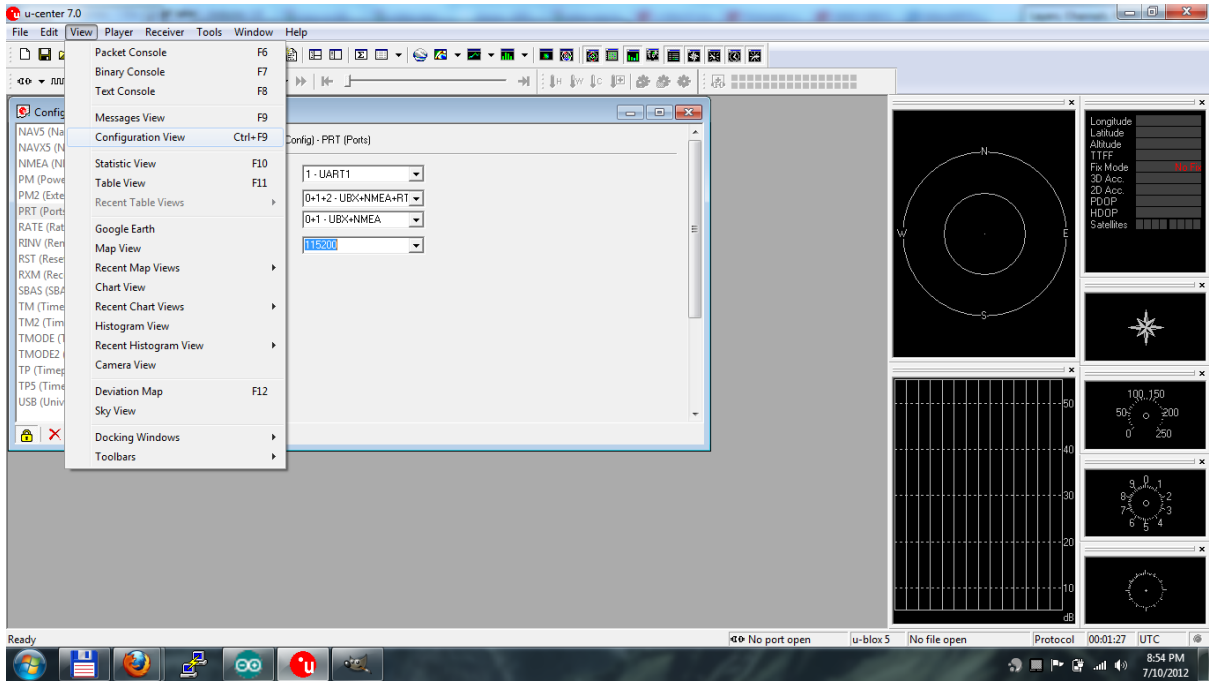 u-center 7.0
File Edit View Player Receiver Tools Window Help
Packet Console F6
Binary Console F7
Text Console F8
Messages View F9
Configuration View Ctrl+F9
Statistic View F10
Table View F11
Recent Table Views
Google Earth
Map View
Recent Map Views
Chart View
Recent Chart Views
Histogram View
Recent Histogram View
Camera View
Deviation Map F12
Sky View
Docking Windows
Toolbars
Config
NAV5 (Na
NAVX5 (N
NMEA (N
PM (Powe
PM2 (Exte
PRT (Ports
RATE (Rat
RINV (Ren
RST (Rese
RXM (Rec
SBAS (SBA
TM (Time
TM2 (Tim
TMODE (T
TMODE2 (
TP (Timep
TP5 (Time
USB (Univ
Config) - PRT (Ports)
1 - UART1
0+1+2 - UBX+NMEA+RT
0+1 - UBX+NMEA
115200
N
W
E
S
Longitude
Latitude
Altitude
TTFF
Fix Mode
3D Acc.
2D Acc.
PDOP
HDOP
Satellites
50
40
30
20
10
dB
100 150
50 200
0 250
9 0 1
8 2
7 3
6 5 4
Ready
No port open
u-blox 5
No file open
Protocol
00:01:27
UTC
8:54 PM
7/10/2012